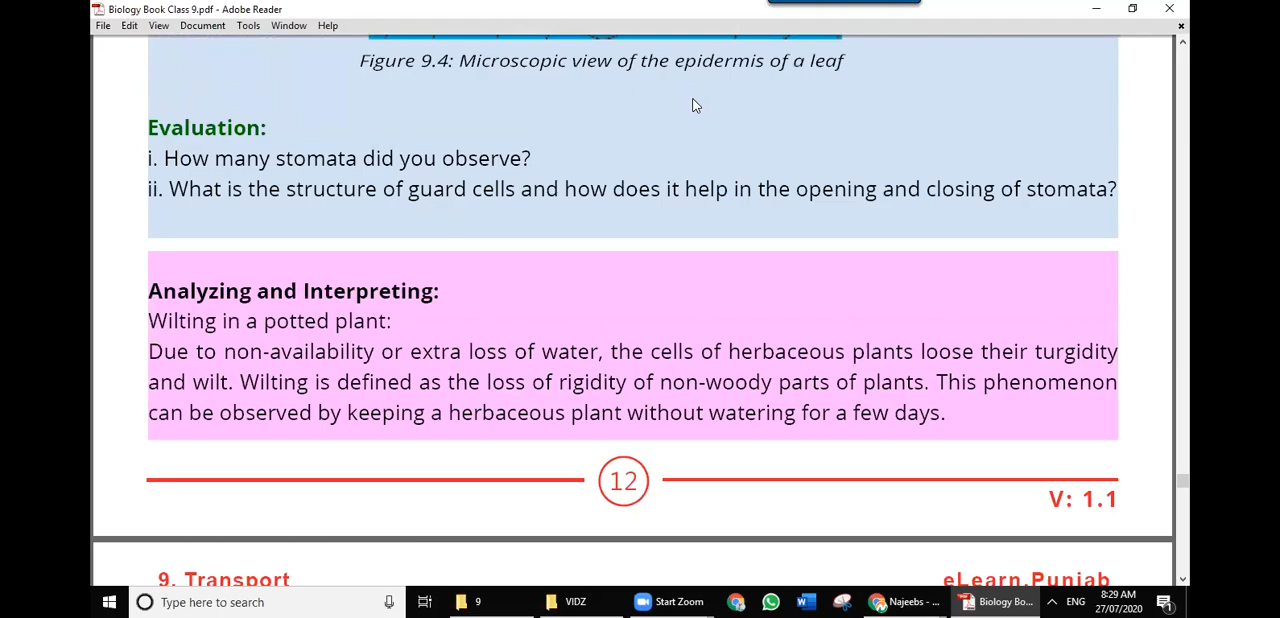 Biology Book Class 9.pdf - Adobe Reader
File Edit View Document Tools Window Help
Figure 9.4: Microscopic view of the epidermis of a leaf
Evaluation:
i. How many stomata did you observe?
ii. What is the structure of guard cells and how does it help in the opening and closing of stomata?
Analyzing and Interpreting:
Wilting in a potted plant:
Due to non-availability or extra loss of water, the cells of herbaceous plants loose their turgidity
and wilt. Wilting is defined as the loss of rigidity of non-woody parts of plants. This phenomenon
can be observed by keeping a herbaceous plant without watering for a few days.
12
V: 1.1
9. Transport eLearn.Punjab
Type here to search 9 VIDZ Start Zoom Najeebs - ... Biology Bo... ENG 8:29 AM
27/07/2020 1